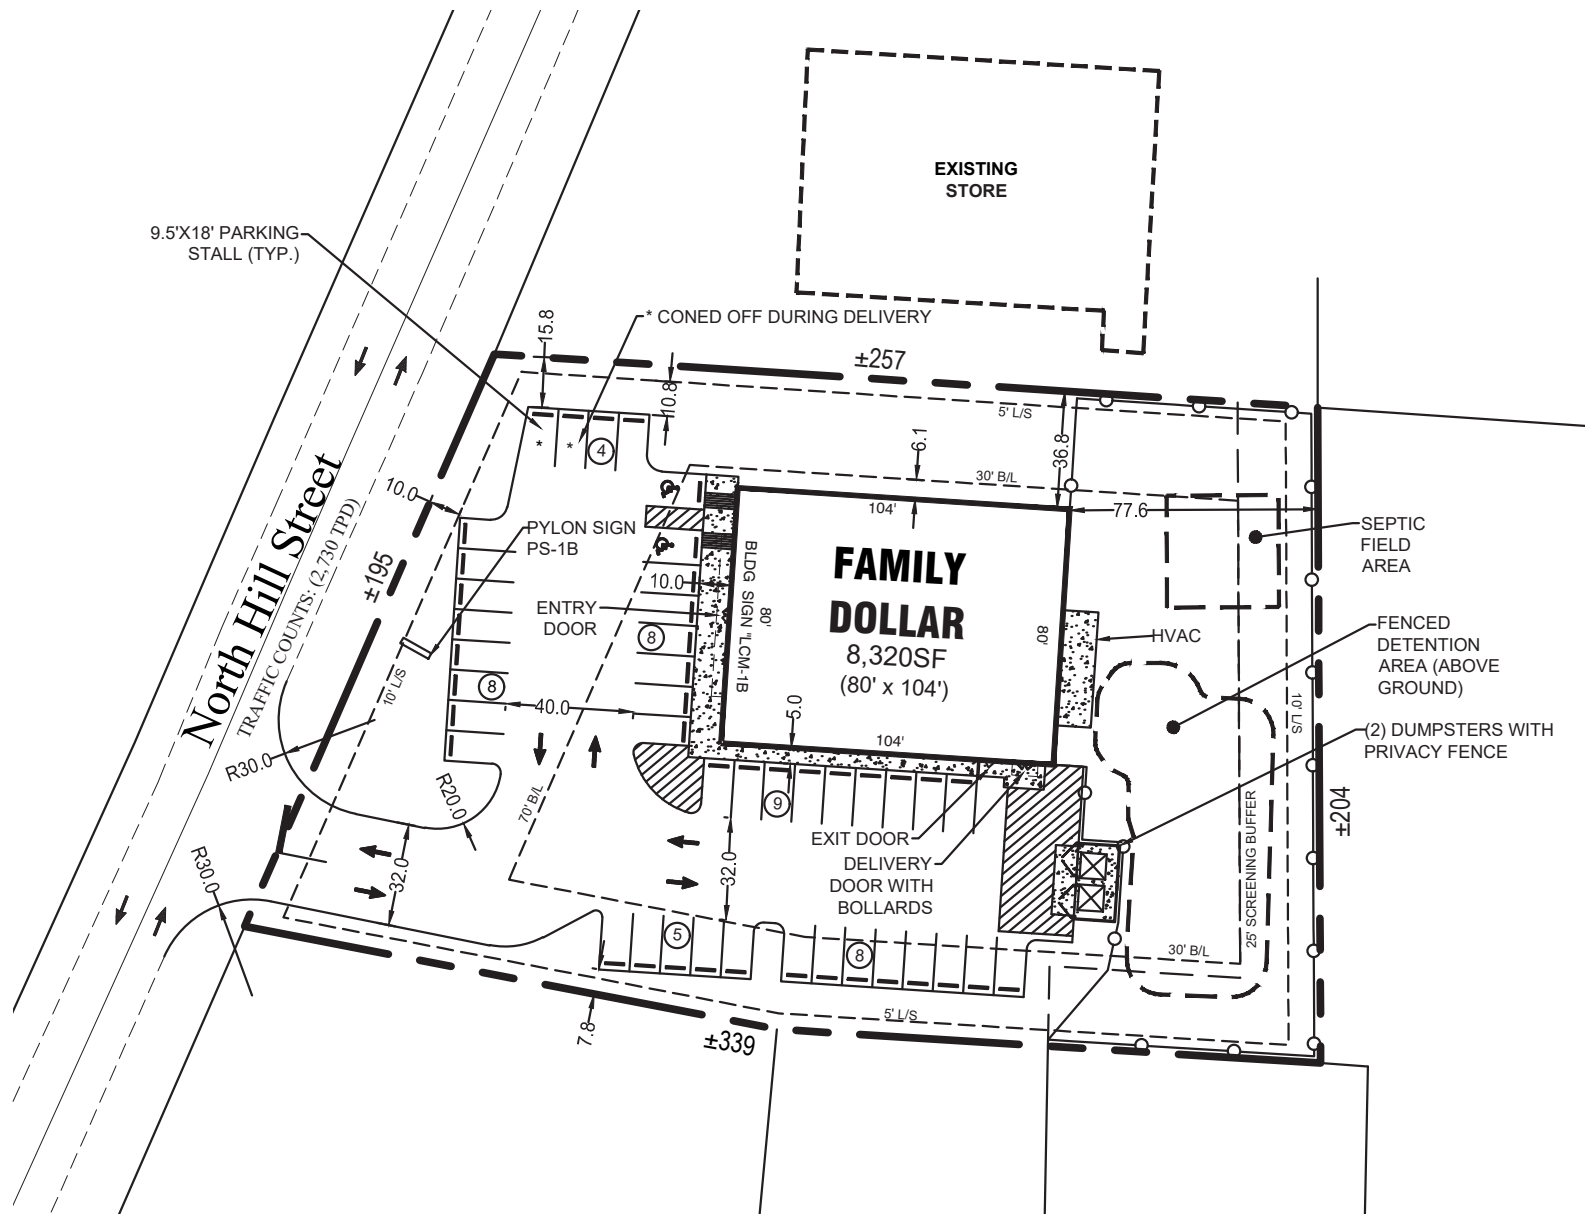 EXISTING
STORE
9.5'X18' PARKING
STALL (TYP.)
* CONED OFF DURING DELIVERY
15.8
±257
10.8
5' L/S
36.8
6.1
30' B/L
* *
4
10.0
104'
77.6
SEPTIC
FIELD
AREA
PYLON SIGN
PS-1B
North Hill Street
TRAFFIC COUNTS: (2,730 TPD)
±195
FAMILY
DOLLAR
8,320SF
(80' x 104')
BLDG SIGN "LCM-1B
80'
10.0
ENTRY
DOOR
80'
HVAC
FENCED
DETENTION
AREA (ABOVE
GROUND)
8
8
10' L/S
40.0
5.0
104'
10' L/S
(2) DUMPSTERS WITH
PRIVACY FENCE
R30.0
R20.0
70' B/L
9
EXIT DOOR
DELIVERY
DOOR WITH
BOLLARDS
±204
25' SCREENING BUFFER
R30.0
32.0
32.0
5
8
30' B/L
5' L/S
7.8
±339